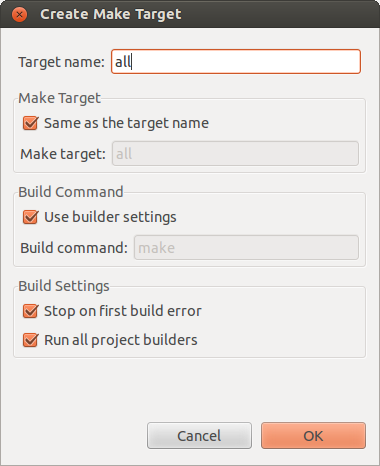 Create Make Target
Target name: all
Make Target
Same as the target name
Make target: all
Build Command
Use builder settings
Build command: make
Build Settings
Stop on first build error
Run all project builders
Cancel OK